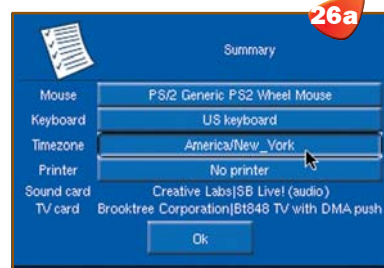 26a
Summary
Mouse PS/2 Generic PS2 Wheel Mouse
Keyboard US keyboard
Timezone America/New_York
Printer No printer
Sound card Creative Labs|SB Live! (audio)
TV card Brooktree Corporation|Bt848 TV with DMA push
Ok